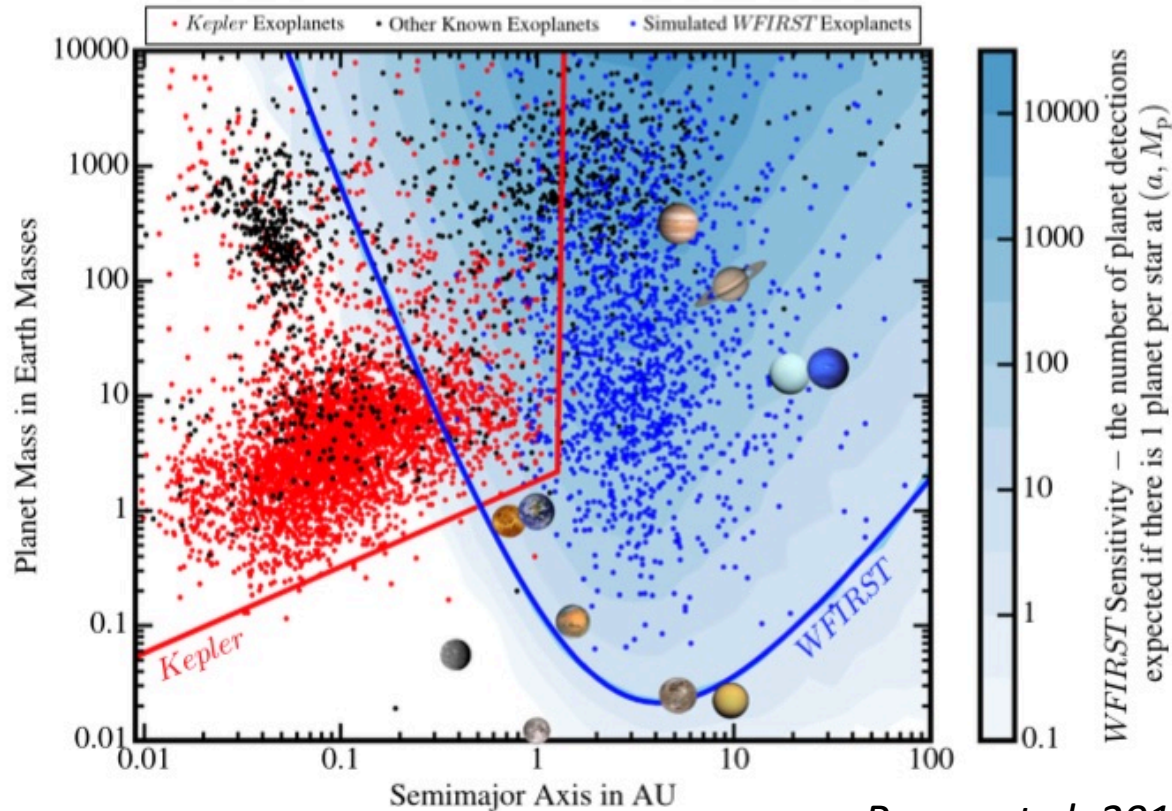 Kepler Exoplanets
Other Known Exoplanets
Simulated WFIRST Exoplanets
10000
1000
100
10
1
0.1
0.01
Planet Mass in Earth Masses
Kepler
WFIRST
0.01
0.1
1
10
100
Semimajor Axis in AU
10000
1000
100
10
1
0.1
WFIRST Sensitivity – the number of planet detections
expected if there is 1 planet per star at (a, Mp)